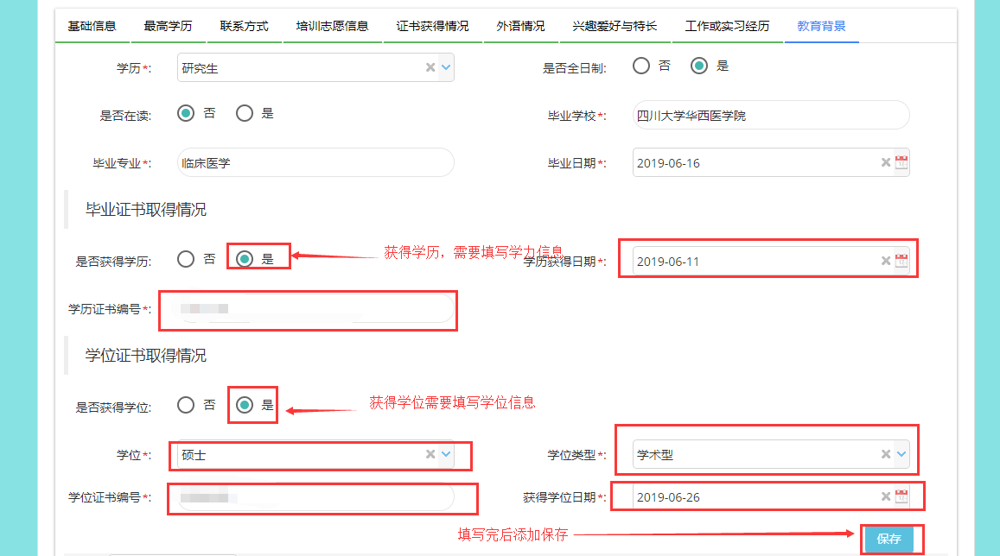 基础信息 最高学历 联系方式 培训志愿信息 证书获得情况 外语情况 兴趣爱好与特长 工作或实习经历 教育背景
学历*: 研究生 是否全日制: 否 是
是否在读: 否 是 毕业学校*: 四川大学华西医学院
毕业专业*: 临床医学 毕业日期*: 2019-06-16
毕业证书取得情况
是否获得学历: 否 是 获得学历，需要填写学力信息 学历获得日期*: 2019-06-11
学历证书编号*:
学位证书取得情况
是否获得学位: 否 是 获得学位需要填写学位信息
学位*: 硕士 学位类型*: 学术型
学位证书编号*: 获得学位日期*: 2019-06-26
填写完后添加保存 保存